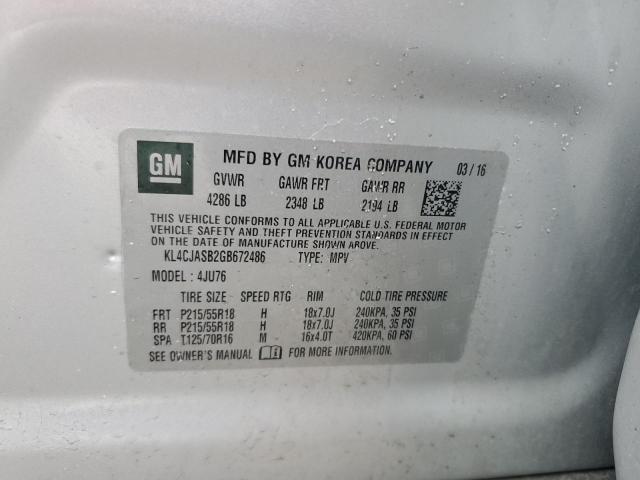 GM
MFD BY GM KOREA COMPANY 03/16
GVWR GAWR FRT GAWR RR
4286 LB 2348 LB 2194 LB
THIS VEHICLE CONFORMS TO ALL APPLICABLE U.S. FEDERAL MOTOR
VEHICLE SAFETY AND THEFT PREVENTION STANDARDS IN EFFECT
ON THE DATE OF MANUFACTURE SHOWN ABOVE.
KL4CJASB2GB672486 TYPE: MPV
MODEL: 4JU76
TIRE SIZE SPEED RTG RIM COLD TIRE PRESSURE
FRT P215/55R18 H 18x7.0J 240KPA, 35 PSI
RR P215/55R18 H 18x7.0J 240KPA, 35 PSI
SPA T125/70R16 M 16x4.0T 420KPA, 60 PSI
SEE OWNER'S MANUAL FOR MORE INFORMATION.